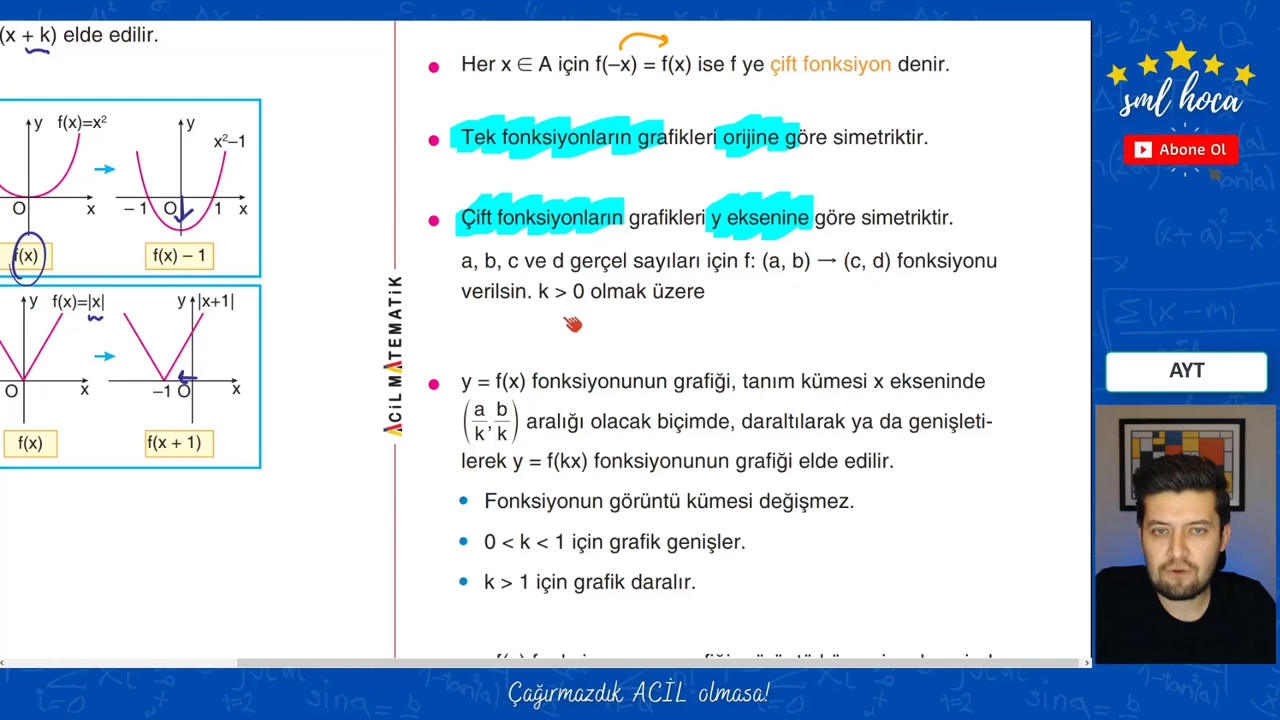 (x + k) elde edilir.
y f(x)=x²
O x
f(x)
y
x²–1
– 1 O 1 x
f(x) – 1
y f(x)=|x|
O x
f(x)
y |x+1|
–1 O x
f(x + 1)
ACİL MATEMATİK
● Her x ∈ A için f(–x) = f(x) ise f ye çift fonksiyon denir.
● Tek fonksiyonların grafikleri orijine göre simetriktir.
● Çift fonksiyonların grafikleri y eksenine göre simetriktir.
a, b, c ve d gerçel sayıları için f: (a, b) → (c, d) fonksiyonu
verilsin. k > 0 olmak üzere
● y = f(x) fonksiyonunun grafiği, tanım kümesi x ekseninde
(a/k, b/k) aralığı olacak biçimde, daraltılarak ya da genişleti-
lerek y = f(kx) fonksiyonunun grafiği elde edilir.
● Fonksiyonun görüntü kümesi değişmez.
● 0 < k < 1 için grafik genişler.
● k > 1 için grafik daralır.
sml hoca
Abone Ol
AYT
Çağırmazdık ACİL olmasa!